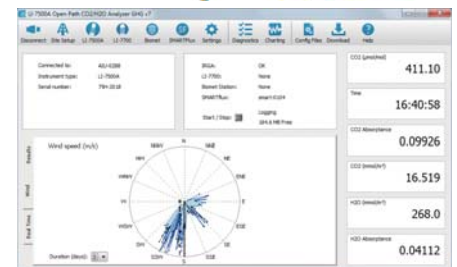 LI-7500A Open Path CO2/H2O Analyzer GHG v7
Disconnect Site Setup LI-7500A LI-7700 Biomet SMARTFlux Settings Diagnostics Charting Config Files Download Help
Connected to:
Instrument type: LI-7500A
Serial number:
IRGA: OK
LI-7700: None
Biomet Station: None
SMARTFlux:
Start / Stop: Logging
Results
Wind
Real Time
Wind speed (m/s)
N
NNW NNE
NW NE
WNW ENE
W E
WSW ESE
SW SE
SSW SSE
S
Duration (days):
CO2 (µmol/mol)
411.10
Time
16:40:58
CO2 Absorptance
0.09926
CO2 (mmol/m³)
16.519
H2O (mmol/m³)
268.0
H2O Absorptance
0.04112